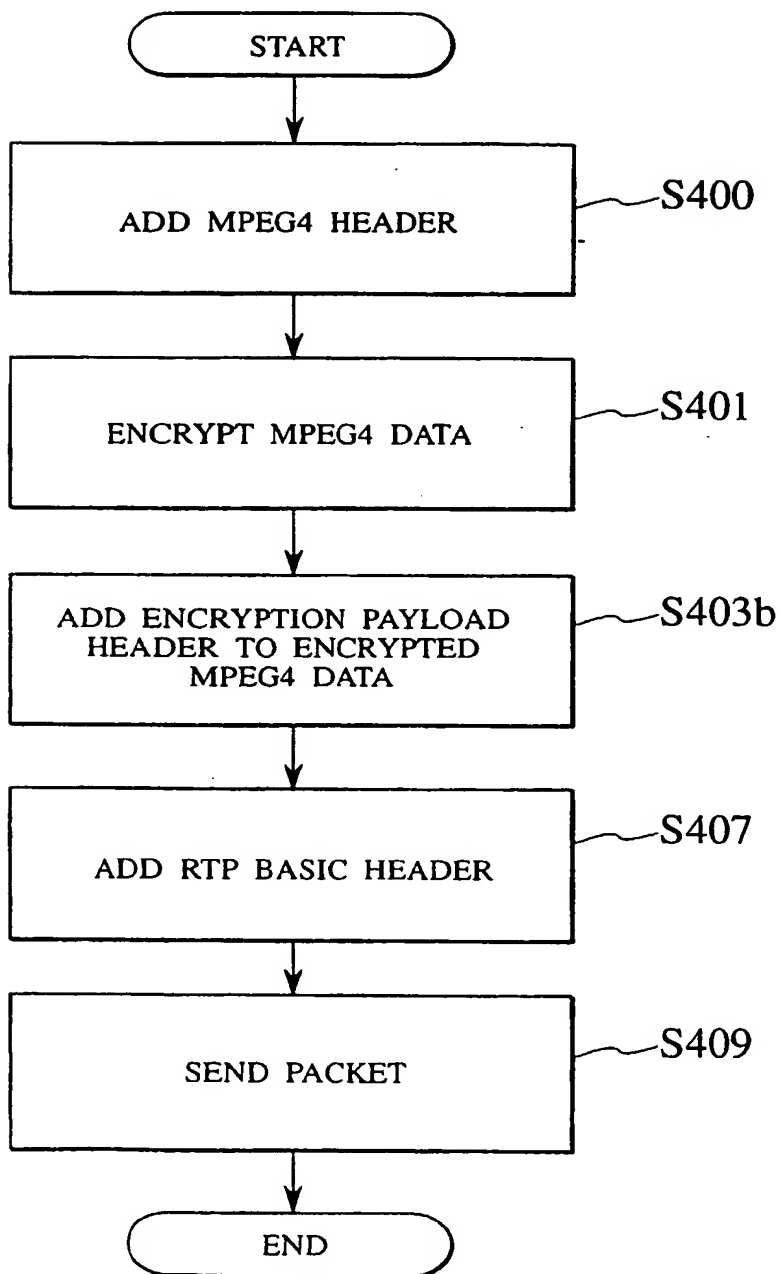 START
ADD MPEG4 HEADER
S400
ENCRYPT MPEG4 DATA
S401
ADD ENCRYPTION PAYLOAD
HEADER TO ENCRYPTED
MPEG4 DATA
S403b
ADD RTP BASIC HEADER
S407
SEND PACKET
S409
END